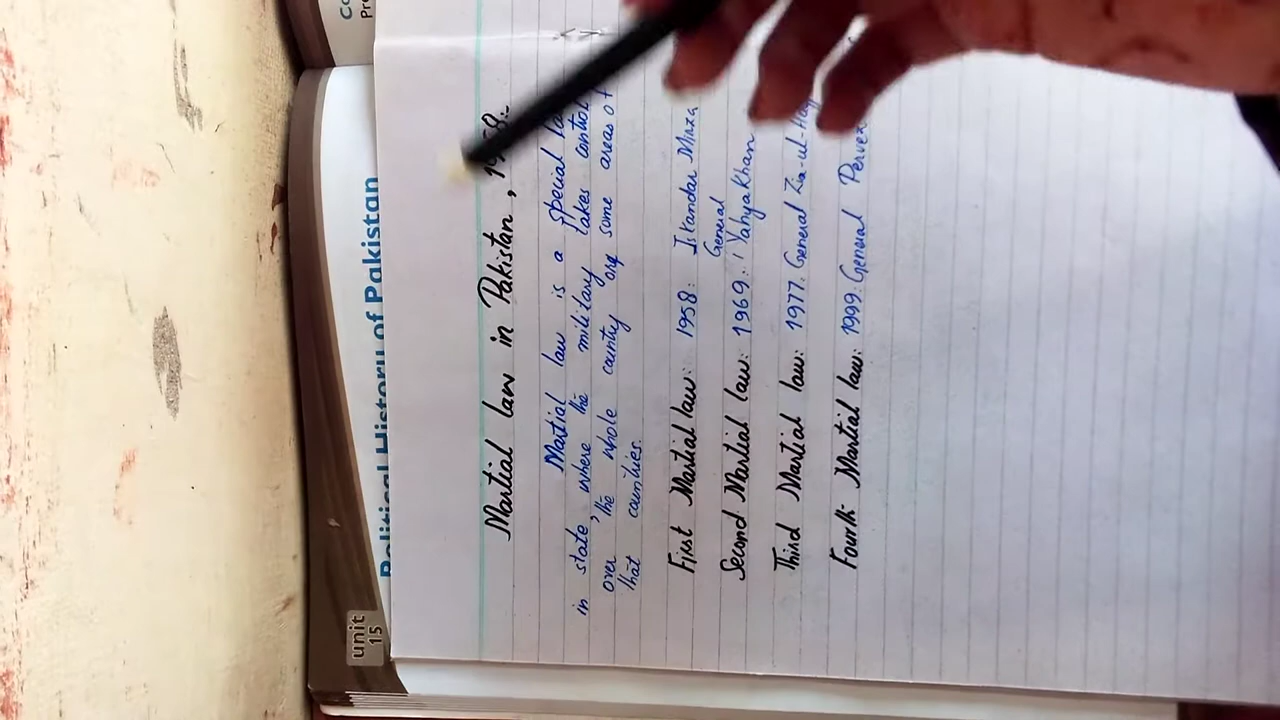 Co
Pr
unit
15
Political History of Pakistan
Martial Law in Pakistan, 1958:-
Martial law is a special
in state, where the military takes control
over the whole country org some areas of
that countries.
First Martial law: 1958: Iskandar Mirza
General
Second Martial law: 1969: Yahya Khan
Third Martial law: 1977: General Zia-ul-Haq
Fourth Martial law: 1999: General